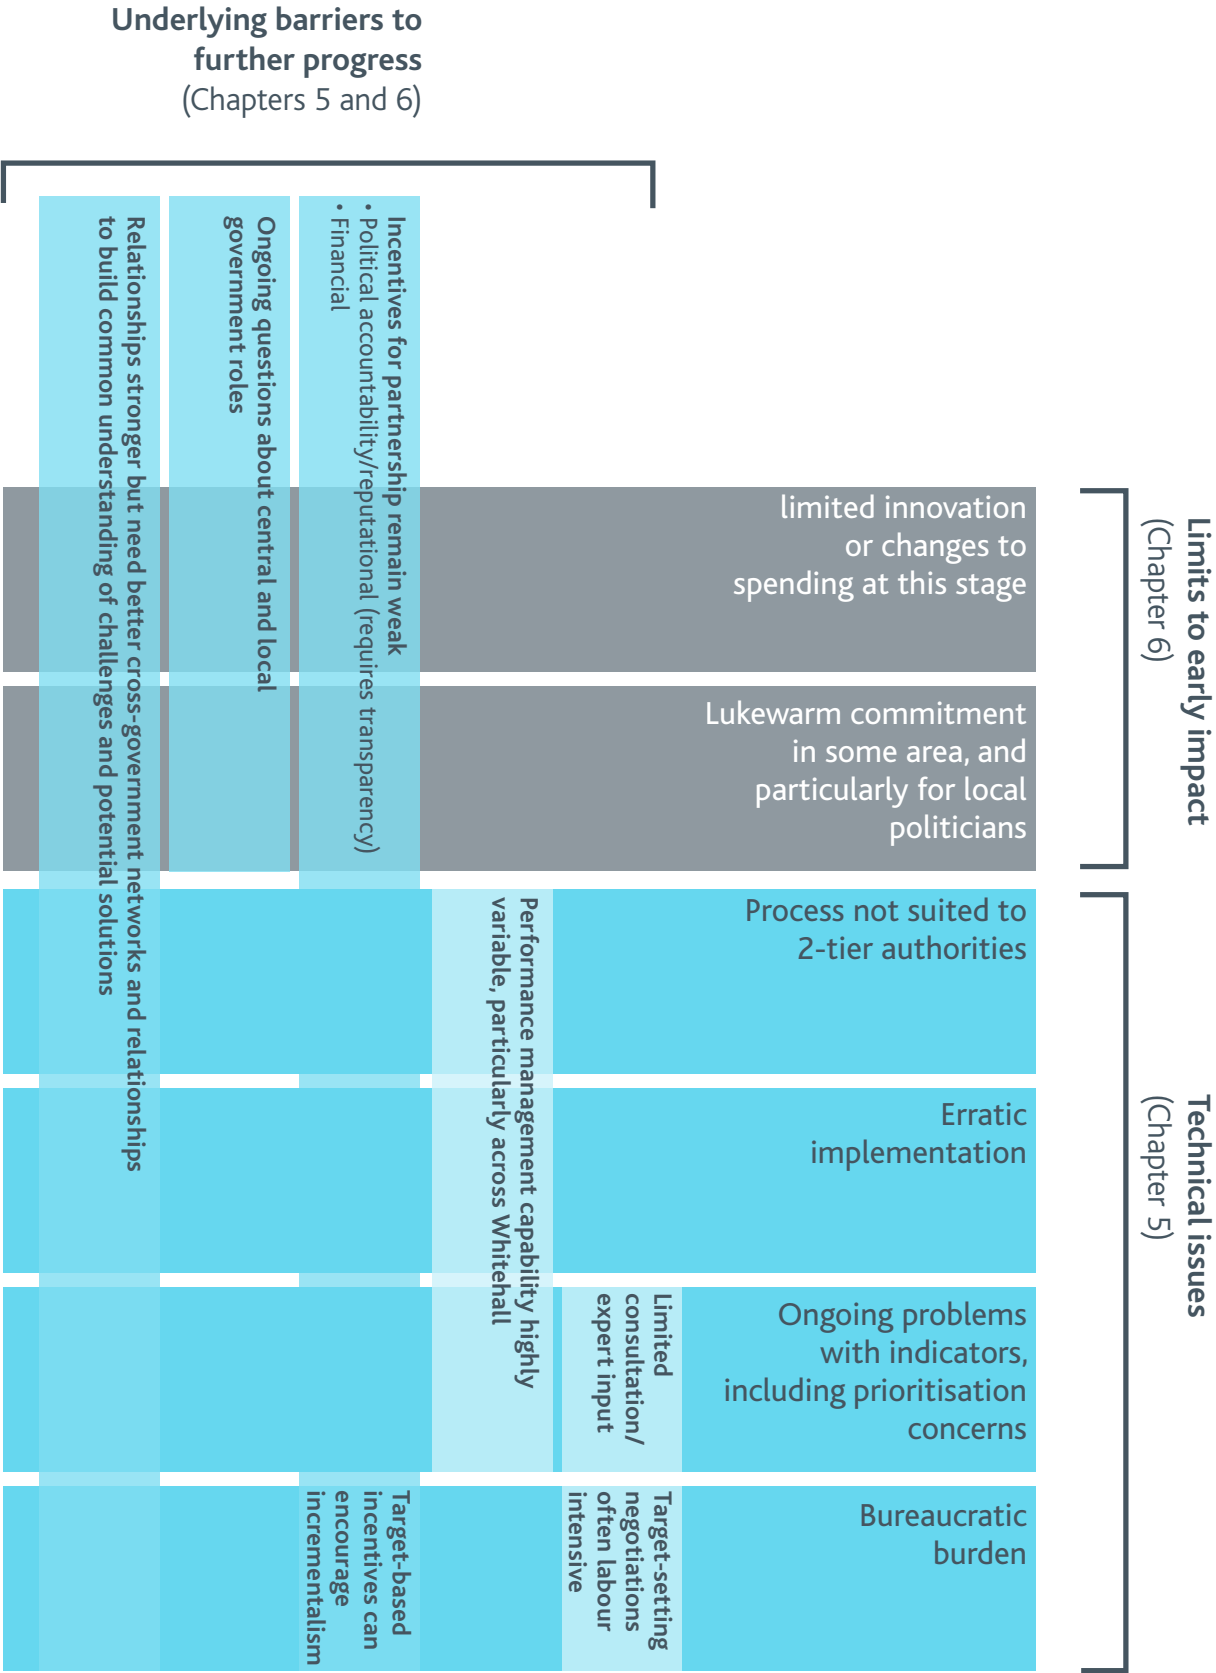 Underlying barriers to
further progress
(Chapters 5 and 6)
Incentives for partnership remain weak
• Political accountability/reputational (requires transparency)
• Financial
Ongoing questions about central and local
government roles
Relationships stronger but need better cross-government networks and relationships
to build common understanding of challenges and potential solutions
Limits to early impact
(Chapter 6)
limited innovation
or changes to
spending at this stage
Lukewarm commitment
in some area, and
particularly for local
politicians
Technical issues
(Chapter 5)
Process not suited to
2-tier authorities
Performance management capability highly
variable, particularly across Whitehall
Erratic
implementation
Ongoing problems
with indicators,
including prioritisation
concerns
Limited
consultation/
expert input
Bureaucratic
burden
Target-setting
negotiations
often labour
intensive
Target-based
incentives can
encourage
incrementalism